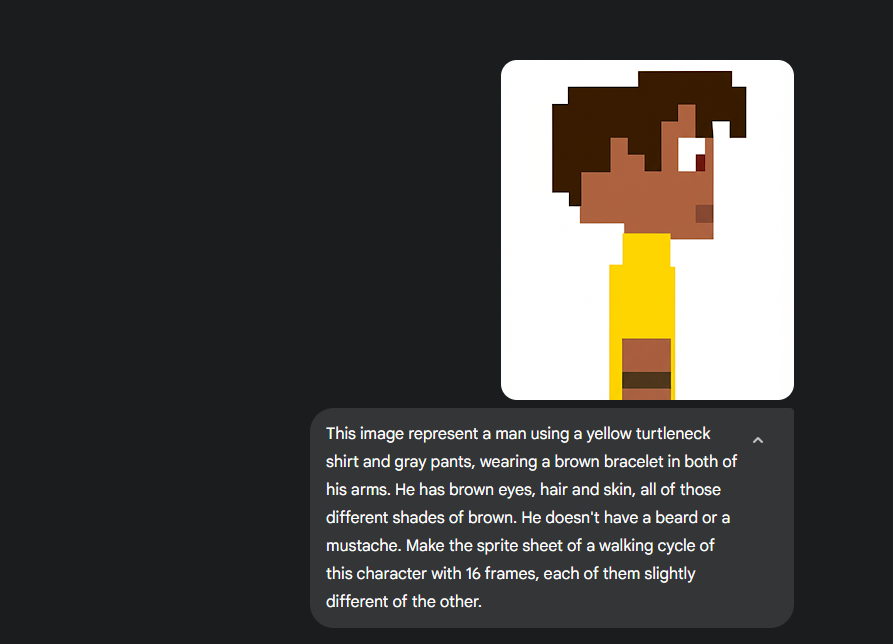 This image represent a man using a yellow turtleneck
shirt and gray pants, wearing a brown bracelet in both of
his arms. He has brown eyes, hair and skin, all of those
different shades of brown. He doesn't have a beard or a
mustache. Make the sprite sheet of a walking cycle of
this character with 16 frames, each of them slightly
different of the other.